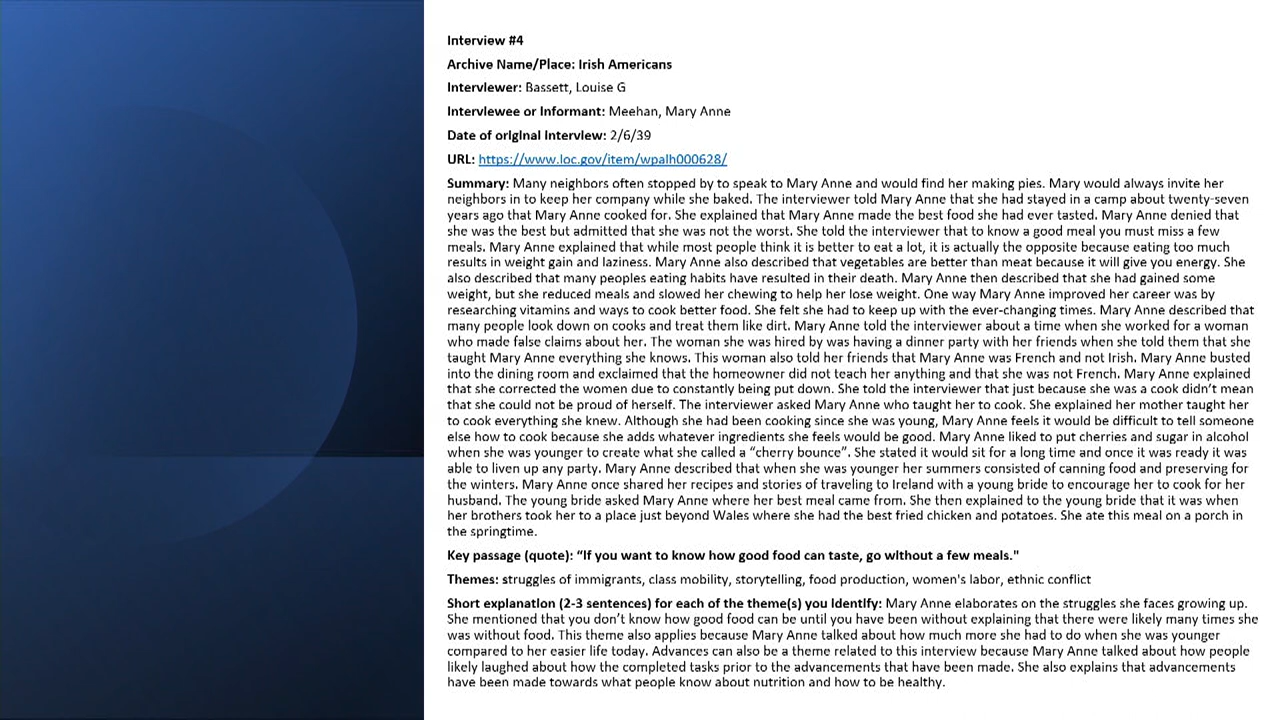 Interview #4
Archive Name/Place: Irish Americans
Interviewer: Bassett, Louise G
Interviewee or Informant: Meehan, Mary Anne
Date of original Interview: 2/6/39
URL: https://www.loc.gov/item/wpalh000628/
Summary: Many neighbors often stopped by to speak to Mary Anne and would find her making pies. Mary would always invite her
neighbors in to keep her company while she baked. The interviewer told Mary Anne that she had stayed in a camp about twenty-seven
years ago that Mary Anne cooked for. She explained that Mary Anne made the best food she had ever tasted. Mary Anne denied that
she was the best but admitted that she was not the worst. She told the interviewer that to know a good meal you must miss a few
meals. Mary Anne explained that while most people think it is better to eat a lot, it is actually the opposite because eating too much
results in weight gain and laziness. Mary Anne also described that vegetables are better than meat because it will give you energy. She
also described that many peoples eating habits have resulted in their death. Mary Anne then described that she had gained some
weight, but she reduced meals and slowed her chewing to help her lose weight. One way Mary Anne improved her career was by
researching vitamins and ways to cook better food. She felt she had to keep up with the ever-changing times. Mary Anne described that
many people look down on cooks and treat them like dirt. Mary Anne told the interviewer about a time when she worked for a woman
who made false claims about her. The woman she was hired by was having a dinner party with her friends when she told them that she
taught Mary Anne everything she knows. This woman also told her friends that Mary Anne was French and not Irish. Mary Anne busted
into the dining room and exclaimed that the homeowner did not teach her anything and that she was not French. Mary Anne explained
that she corrected the women due to constantly being put down. She told the interviewer that just because she was a cook didn't mean
that she could not be proud of herself. The interviewer asked Mary Anne who taught her to cook. She explained her mother taught her
to cook everything she knew. Although she had been cooking since she was young, Mary Anne feels it would be difficult to tell someone
else how to cook because she adds whatever ingredients she feels would be good. Mary Anne liked to put cherries and sugar in alcohol
when she was younger to create what she called a “cherry bounce”. She stated it would sit for a long time and once it was ready it was
able to liven up any party. Mary Anne described that when she was younger her summers consisted of canning food and preserving for
the winters. Mary Anne once shared her recipes and stories of traveling to Ireland with a young bride to encourage her to cook for her
husband. The young bride asked Mary Anne where her best meal came from. She then explained to the young bride that it was when
her brothers took her to a place just beyond Wales where she had the best fried chicken and potatoes. She ate this meal on a porch in
the springtime.
Key passage (quote): “If you want to know how good food can taste, go without a few meals."
Themes: struggles of immigrants, class mobility, storytelling, food production, women's labor, ethnic conflict
Short explanation (2-3 sentences) for each of the theme(s) you identify: Mary Anne elaborates on the struggles she faces growing up.
She mentioned that you don't know how good food can be until you have been without explaining that there were likely many times she
was without food. This theme also applies because Mary Anne talked about how much more she had to do when she was younger
compared to her easier life today. Advances can also be a theme related to this interview because Mary Anne talked about how people
likely laughed about how the completed tasks prior to the advancements that have been made. She also explains that advancements
have been made towards what people know about nutrition and how to be healthy.